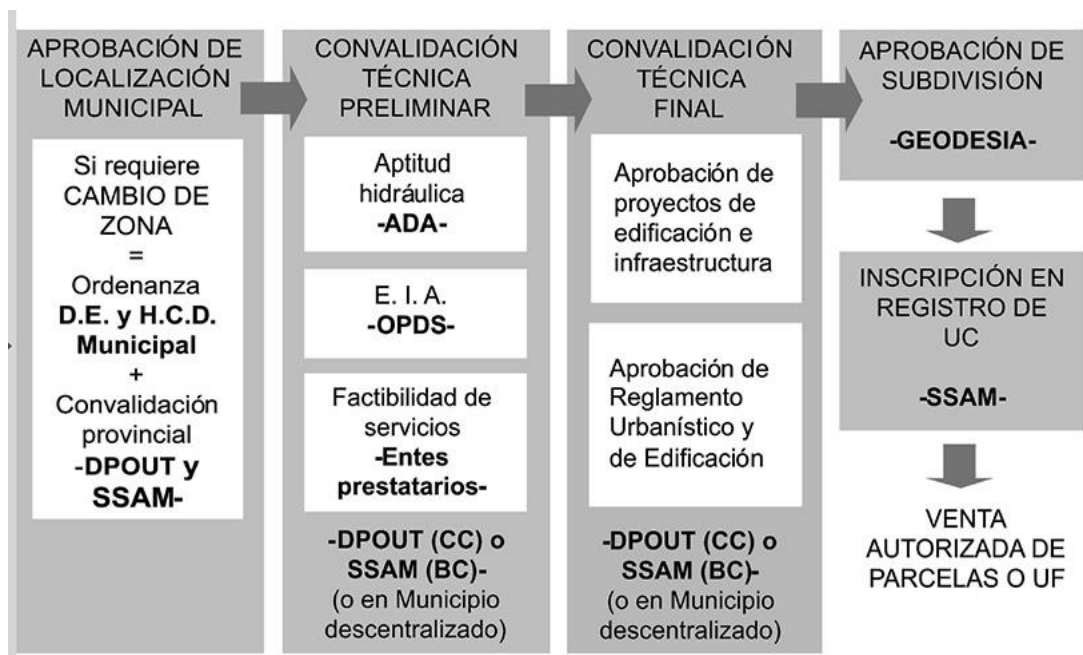 APROBACIÓN DE
LOCALIZACIÓN
MUNICIPAL
Si requiere
CAMBIO DE
ZONA
=
Ordenanza
D.E. y H.C.D.
Municipal
+
Convalidación
provincial
-DPOUT y
SSAM-
CONVALIDACIÓN
TÉCNICA
PRELIMINAR
Aptitud
hidráulica
-ADA-
E. I. A.
-OPDS-
Factibilidad de
servicios
-Entes
prestatarios-
-DPOUT (CC) o
SSAM (BC)-
(o en Municipio
descentralizado)
CONVALIDACIÓN
TÉCNICA
FINAL
Aprobación de
proyectos de
edificación e
infraestructura
Aprobación de
Reglamento
Urbanístico y
de Edificación
-DPOUT (CC) o
SSAM (BC)-
(o en Municipio
descentralizado)
APROBACIÓN DE
SUBDIVISIÓN
-GEODESIA-
INSCRIPCIÓN EN
REGISTRO DE
UC
-SSAM-
VENTA
AUTORIZADA DE
PARCELAS O UF